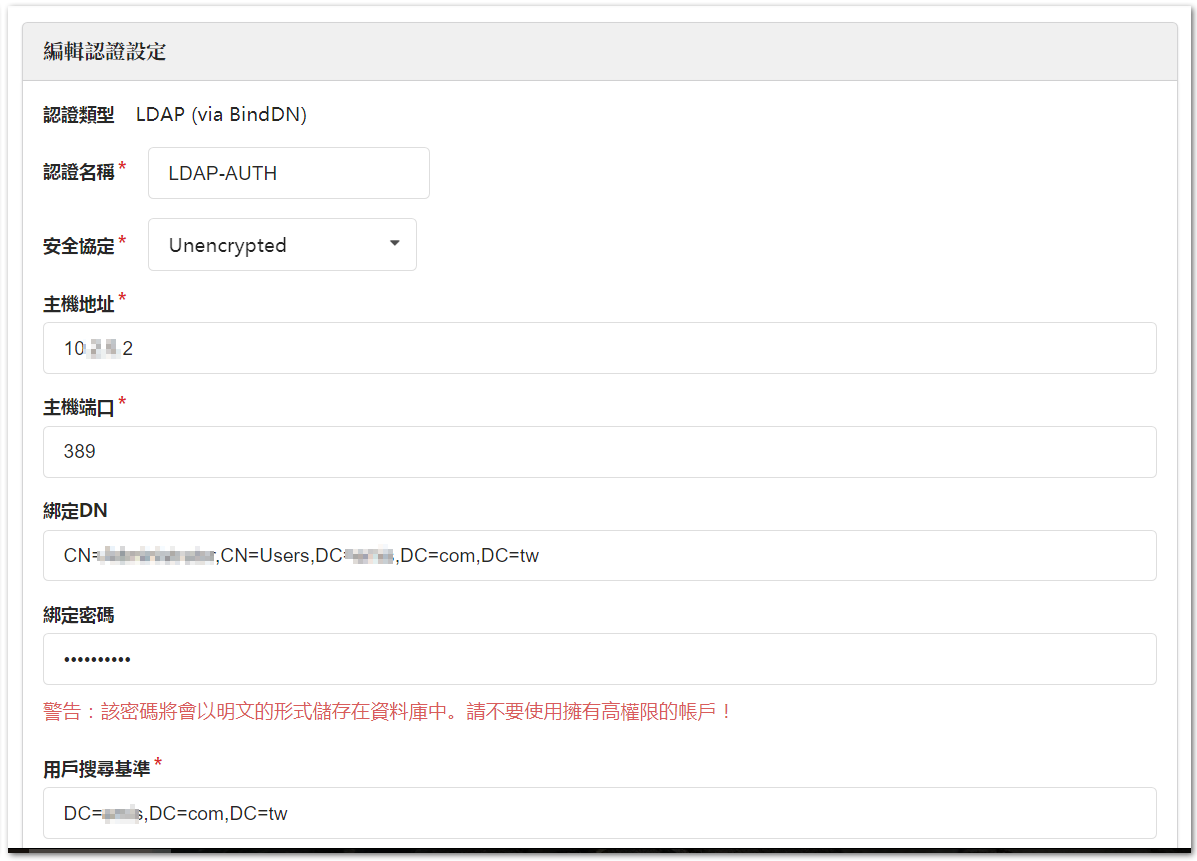 編輯認證設定
認證類型 LDAP (via BindDN)
認證名稱* LDAP-AUTH
安全協定* Unencrypted
主機地址*
10 2
主機端口*
389
綁定DN
CN= ,CN=Users,DC= ,DC=com,DC=tw
綁定密碼
••••••••••
警告：該密碼將會以明文的形式儲存在資料庫中。請不要使用擁有高權限的帳戶！
用戶搜尋基準*
DC= ,DC=com,DC=tw